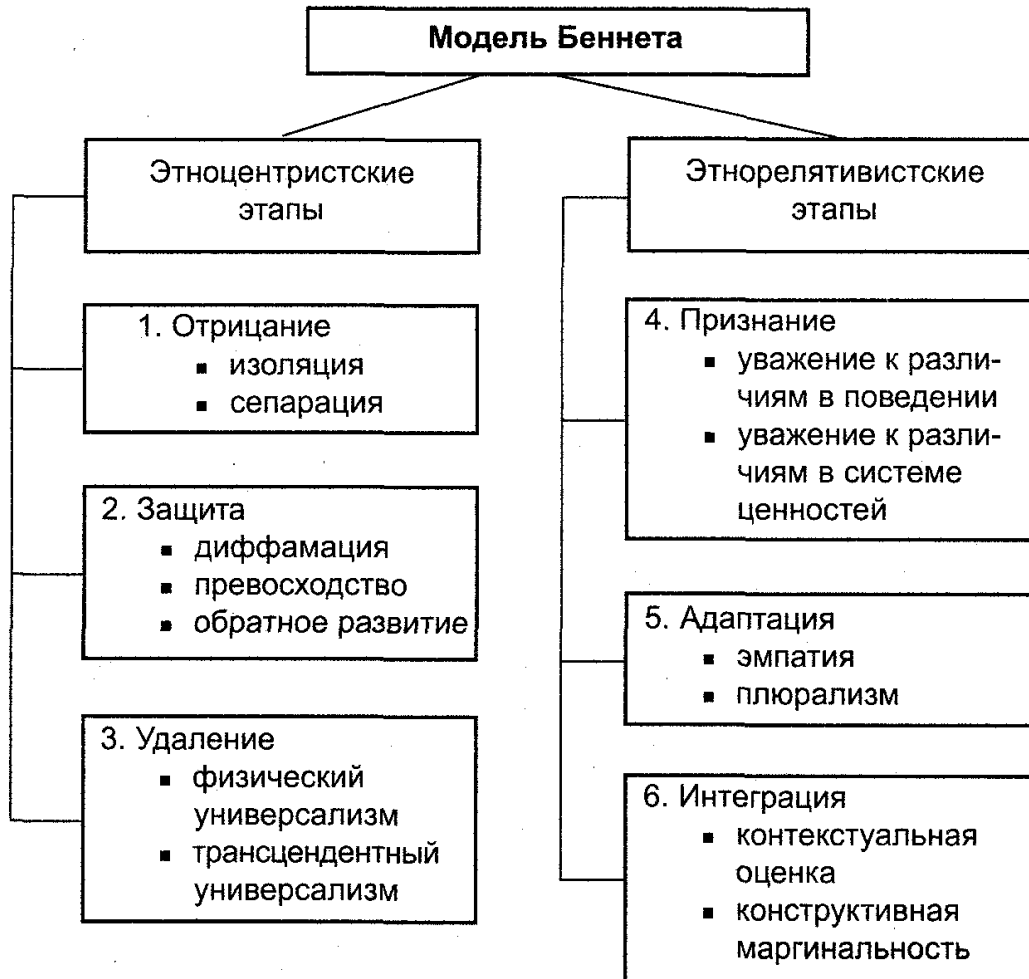 Модель Беннета
Этноцентристские
этапы
1. Отрицание
▪ изоляция
▪ сепарация
2. Защита
▪ диффамация
▪ превосходство
▪ обратное развитие
3. Удаление
▪ физический
универсализм
▪ трансцендентный
универсализм
Этнорелятивистские
этапы
4. Признание
▪ уважение к разли-
чиям в поведении
▪ уважение к разли-
чиям в системе
ценностей
5. Адаптация
▪ эмпатия
▪ плюрализм
6. Интеграция
▪ контекстуальная
оценка
▪ конструктивная
маргинальность